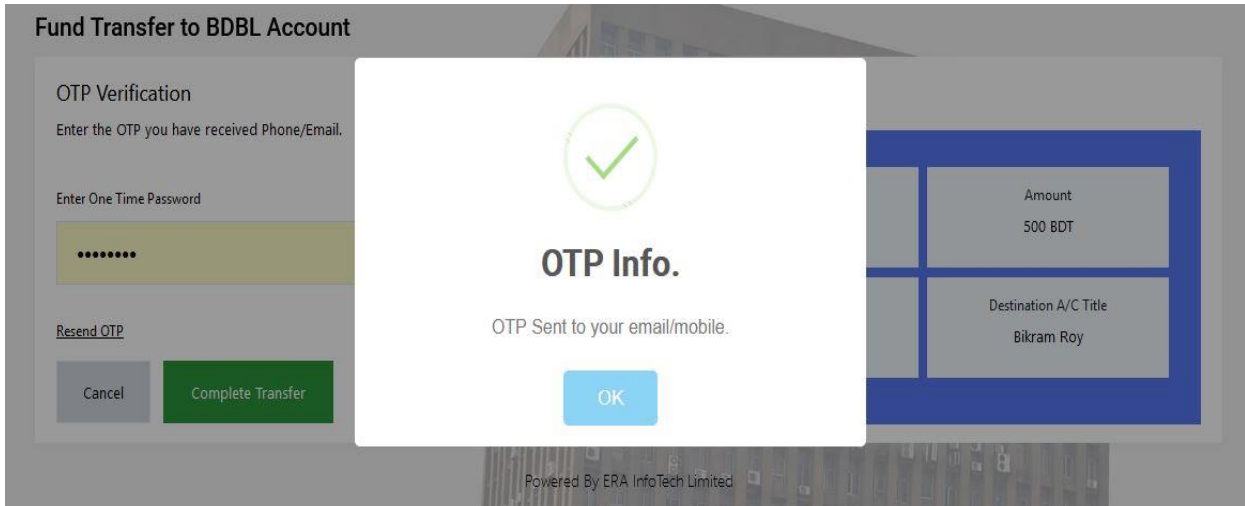 Fund Transfer to BDBL Account
OTP Verification
Enter the OTP you have received Phone/Email.
Enter One Time Password
••••••••
Resend OTP
Cancel
Complete Transfer
OTP Info.
OTP Sent to your email/mobile.
OK
Amount
500 BDT
Destination A/C Title
Bikram Roy
Powered By ERA InfoTech Limited